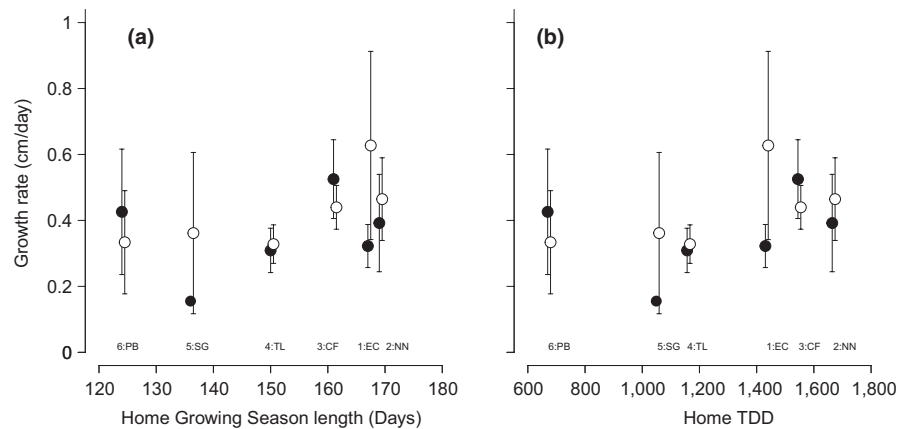 (a) (b)
Growth rate (cm/day)
1
0.8
0.6
0.4
0.2
0
6:PB 5:SG 4:TL 3:CF 1:EC 2:NN
120 130 140 150 160 170 180
Home Growing Season length (Days)
6:PB 5:SG 4:TL 1:EC 3:CF 2:NN
600 800 1,000 1,200 1,400 1,600 1,800
Home TDD